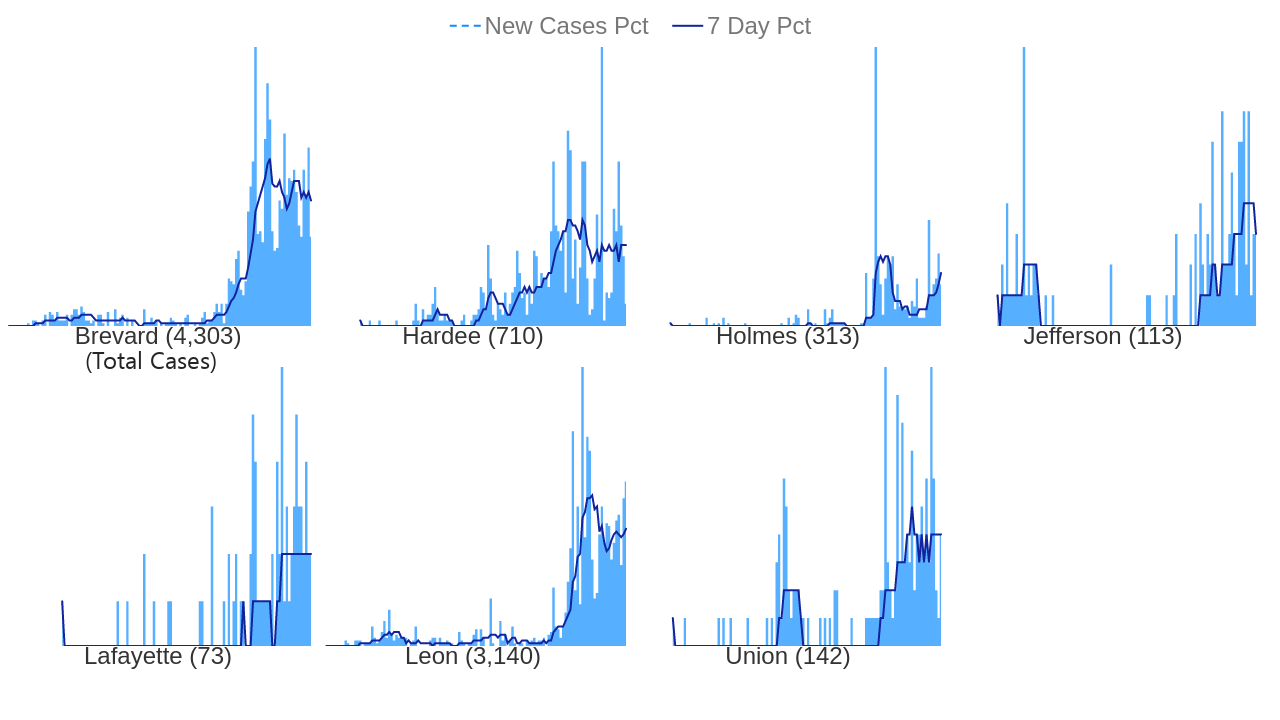 New Cases Pct 7 Day Pct
Brevard (4,303) Hardee (710) Holmes (313) Jefferson (113)
(Total Cases)
Lafayette (73) Leon (3,140) Union (142)